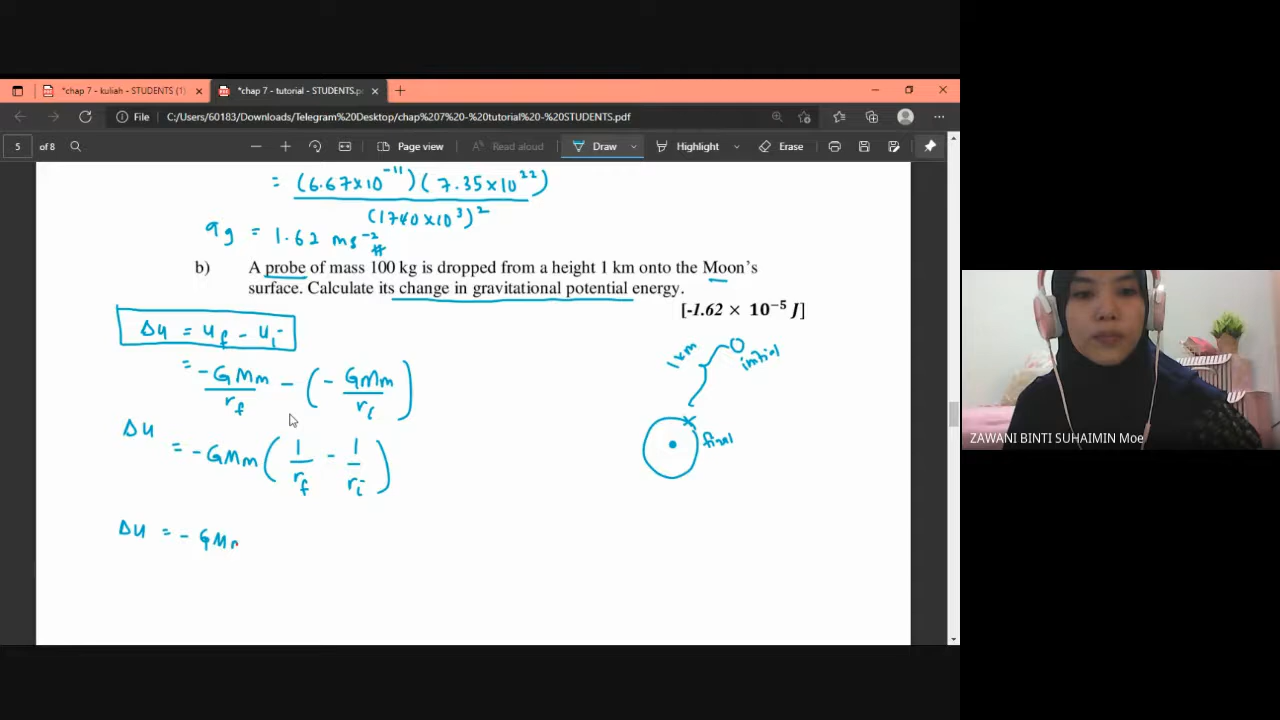 *chap 7 - kuliah - STUDENTS (1)
*chap 7 - tutorial - STUDENTS.p
File C:/Users/60183/Downloads/Telegram%20Desktop/chap%207%20-%20tutorial%20-%20STUDENTS.pdf
5 of 8 Page view Read aloud Draw Highlight Erase
= (6.67×10⁻¹¹)(7.35×10²²)
(1740×10³)²
ag = 1.62 ms⁻² #
b) A probe of mass 100 kg is dropped from a height 1 km onto the Moon's
surface. Calculate its change in gravitational potential energy.
[-1.62 × 10⁻⁵ J]
Δu = u_f - u_i
= -GMm/r_f - (-GMm/r_i)
Δu = -GMm (1/r_f - 1/r_i)
Δu = - GMm
1 km
initial
final
ZAWANI BINTI SUHAIMIN Moe